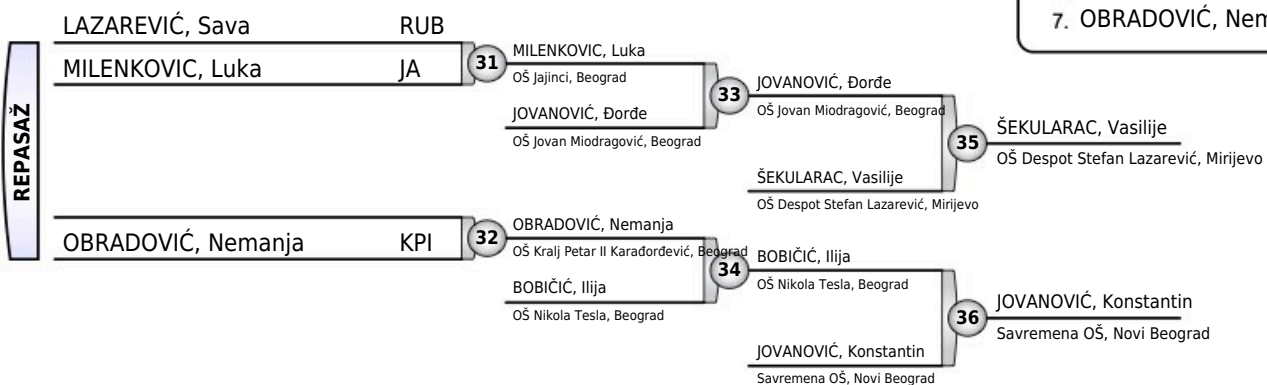 7. OBRADOVIĆ, Nem
REPASAŽ
LAZAREVIĆ, Sava RUB
MILENKOVIC, Luka JA
31
MILENKOVIC, Luka
OŠ Jajinci, Beograd
JOVANOVIĆ, Đorđe
OŠ Jovan Miodragović, Beograd
33
JOVANOVIĆ, Đorđe
OŠ Jovan Miodragović, Beograd
ŠEKULARAC, Vasilije
OŠ Despot Stefan Lazarević, Mirijevo
35
ŠEKULARAC, Vasilije
OŠ Despot Stefan Lazarević, Mirijevo
OBRADOVIĆ, Nemanja KPI
32
OBRADOVIĆ, Nemanja
OŠ Kralj Petar II Karađorđević, Beograd
BOBIČIĆ, Ilija
OŠ Nikola Tesla, Beograd
34
BOBIČIĆ, Ilija
OŠ Nikola Tesla, Beograd
JOVANOVIĆ, Konstantin
Savremena OŠ, Novi Beograd
36
JOVANOVIĆ, Konstantin
Savremena OŠ, Novi Beograd